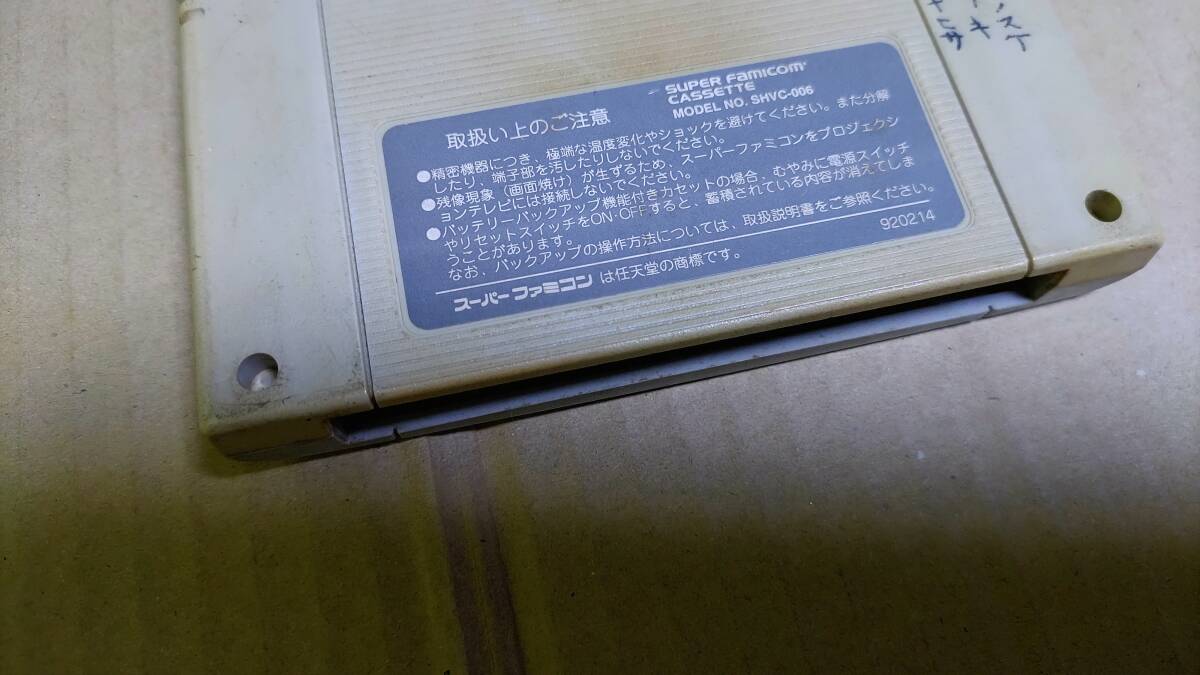 取扱い上のご注意
SUPER Famicom
CASSETTE
MODEL NO. SHVC-006
●精密機器につき、極端な温度変化やショックを避けてください。また分解
したり、端子部を汚したりしないでください。
●残像現象(画面焼け)が生ずるため、スーパーファミコンをプロジェクシ
ョンテレビには接続しないでください。
●バッテリーバックアップ機能付きカセットの場合、むやみに電源スイッチ
やリセットスイッチをON・OFFすると、蓄積されている内容が消えてしま
うことがあります。
なお、バックアップの操作方法については、取扱説明書をご参照ください。
スーパーファミコン は任天堂の商標です。
920214